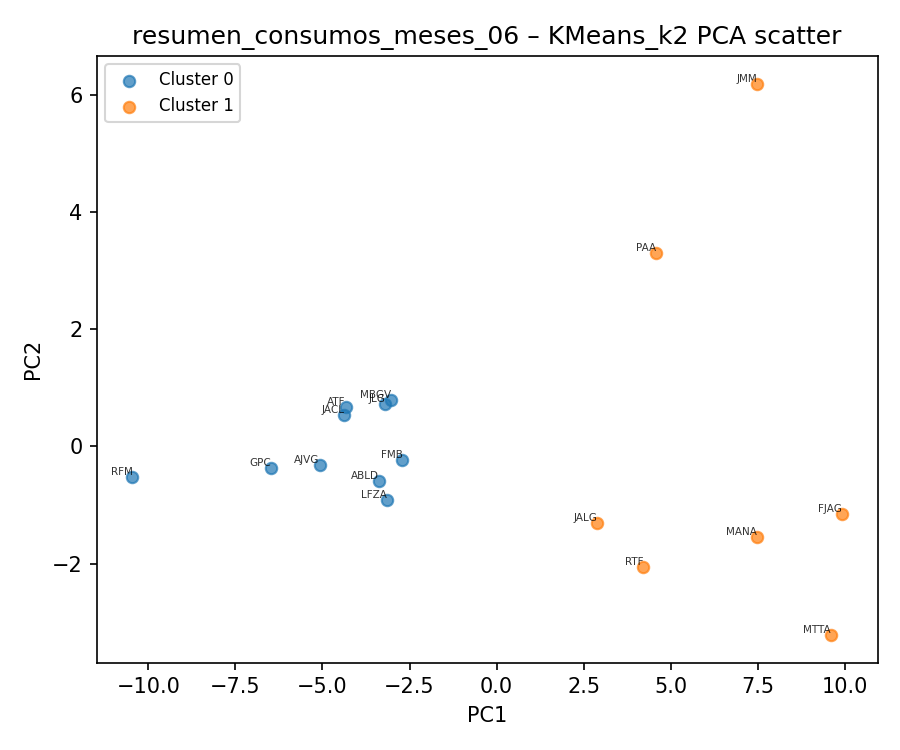 resumen_consumos_meses_06 – KMeans_k2 PCA scatter
Cluster 0
Cluster 1
JMM
PAA
MBGV
ATF
JACL
RFM
GPC
AJVG
FMB
ABLD
LFZA
JALG
FJAG
MANA
RTF
MTTA
PC2
6
4
2
0
−2
−10.0 −7.5 −5.0 −2.5 0.0 2.5 5.0 7.5 10.0
PC1